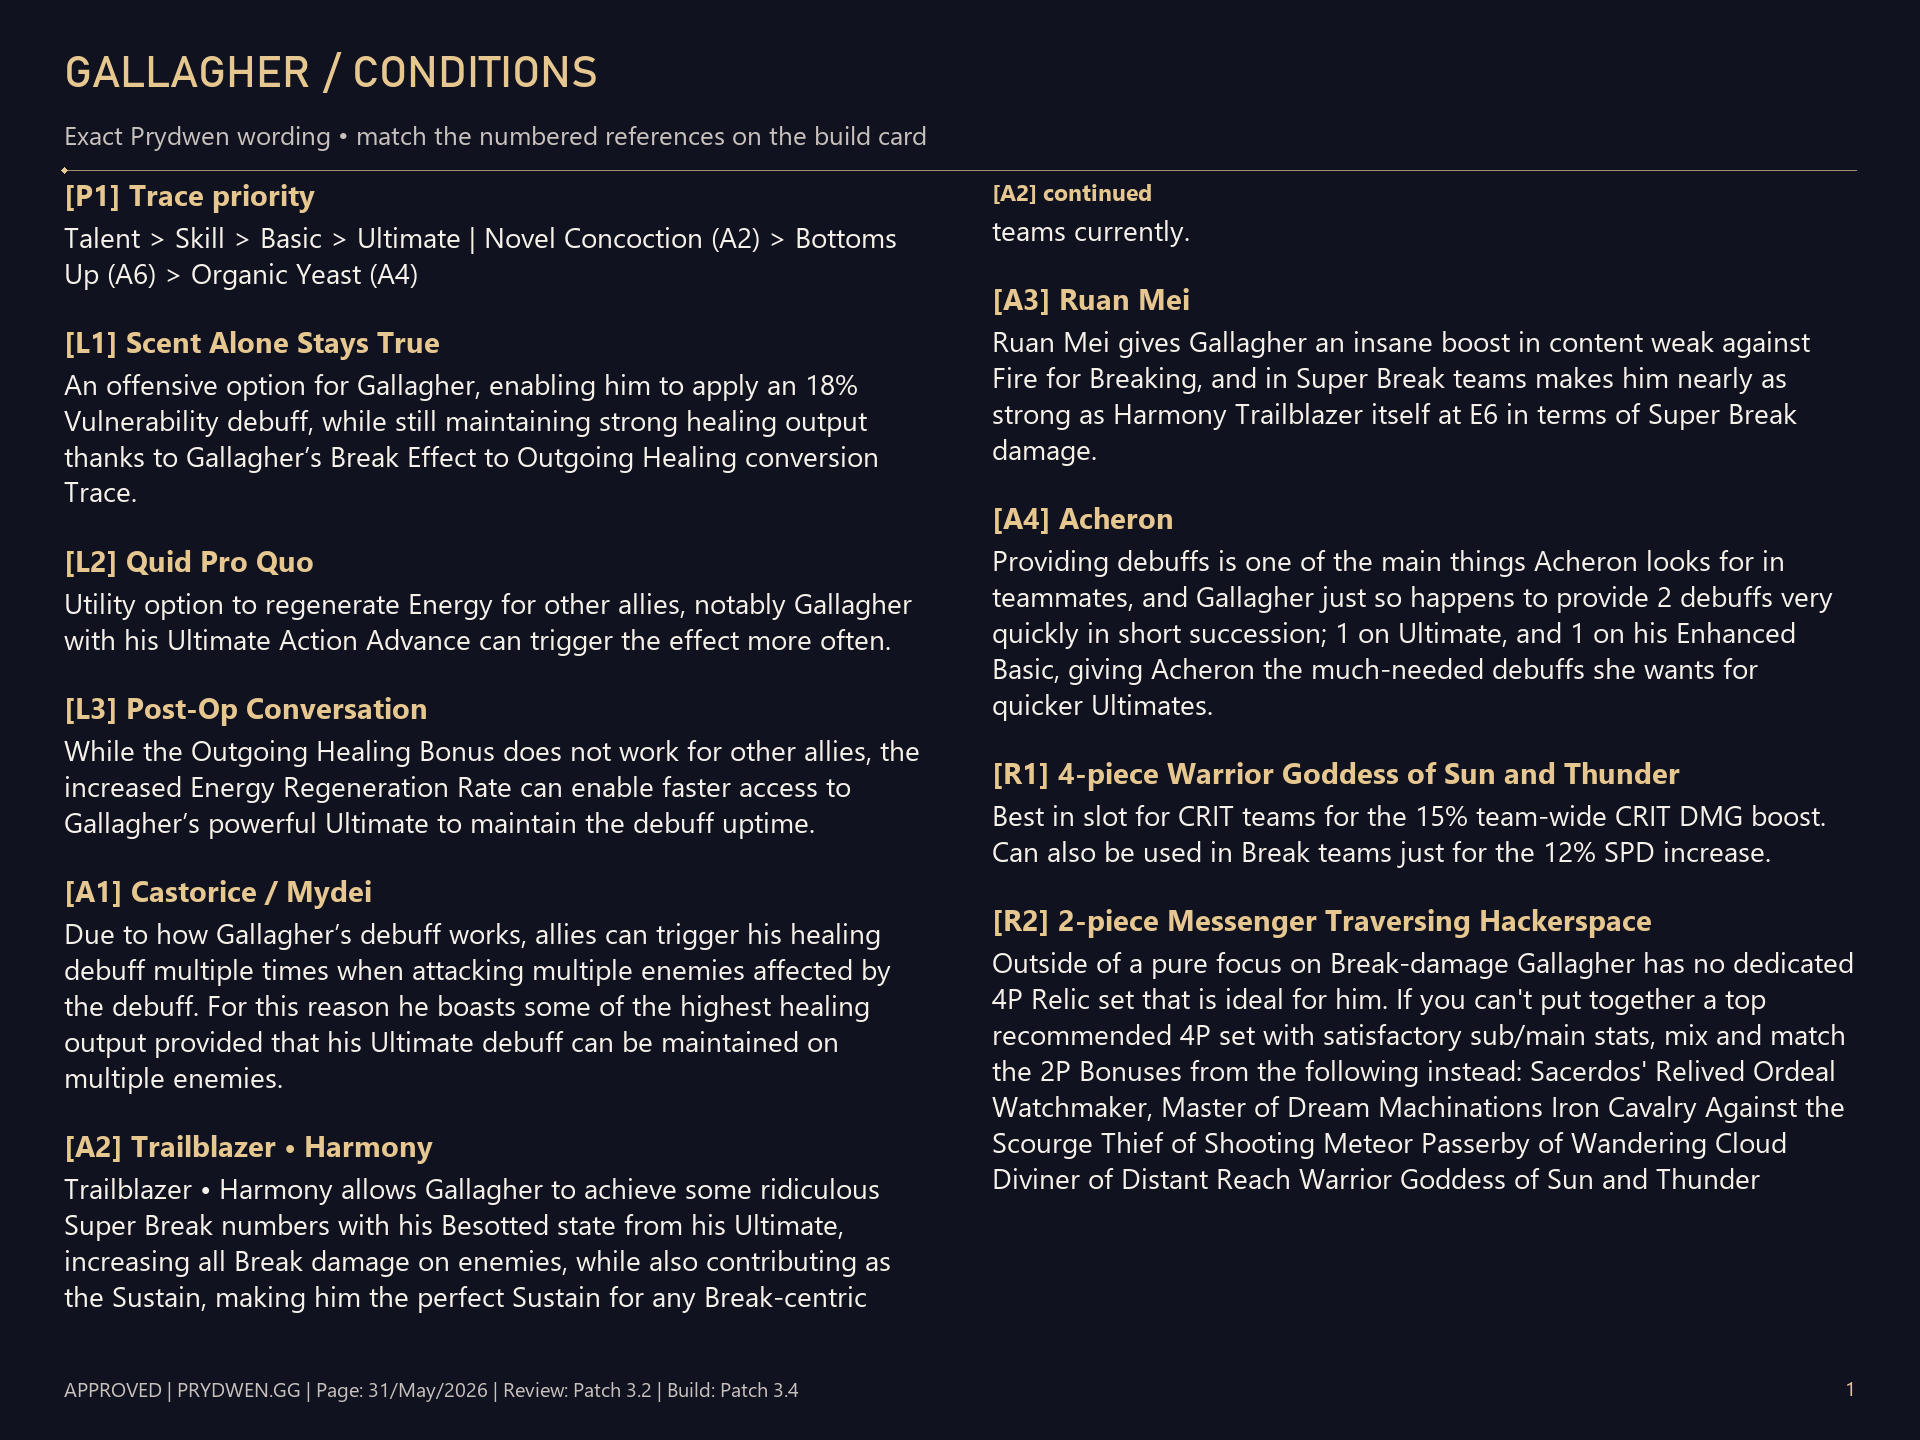 GALLAGHER / CONDITIONS
Exact Prydwen wording • match the numbered references on the build card
[P1] Trace priority
Talent > Skill > Basic > Ultimate | Novel Concoction (A2) > Bottoms
Up (A6) > Organic Yeast (A4)
[L1] Scent Alone Stays True
An offensive option for Gallagher, enabling him to apply an 18%
Vulnerability debuff, while still maintaining strong healing output
thanks to Gallagher’s Break Effect to Outgoing Healing conversion
Trace.
[L2] Quid Pro Quo
Utility option to regenerate Energy for other allies, notably Gallagher
with his Ultimate Action Advance can trigger the effect more often.
[L3] Post-Op Conversation
While the Outgoing Healing Bonus does not work for other allies, the
increased Energy Regeneration Rate can enable faster access to
Gallagher’s powerful Ultimate to maintain the debuff uptime.
[A1] Castorice / Mydei
Due to how Gallagher’s debuff works, allies can trigger his healing
debuff multiple times when attacking multiple enemies affected by
the debuff. For this reason he boasts some of the highest healing
output provided that his Ultimate debuff can be maintained on
multiple enemies.
[A2] Trailblazer • Harmony
Trailblazer • Harmony allows Gallagher to achieve some ridiculous
Super Break numbers with his Besotted state from his Ultimate,
increasing all Break damage on enemies, while also contributing as
the Sustain, making him the perfect Sustain for any Break-centric
[A2] continued
teams currently.
[A3] Ruan Mei
Ruan Mei gives Gallagher an insane boost in content weak against
Fire for Breaking, and in Super Break teams makes him nearly as
strong as Harmony Trailblazer itself at E6 in terms of Super Break
damage.
[A4] Acheron
Providing debuffs is one of the main things Acheron looks for in
teammates, and Gallagher just so happens to provide 2 debuffs very
quickly in short succession; 1 on Ultimate, and 1 on his Enhanced
Basic, giving Acheron the much-needed debuffs she wants for
quicker Ultimates.
[R1] 4-piece Warrior Goddess of Sun and Thunder
Best in slot for CRIT teams for the 15% team-wide CRIT DMG boost.
Can also be used in Break teams just for the 12% SPD increase.
[R2] 2-piece Messenger Traversing Hackerspace
Outside of a pure focus on Break-damage Gallagher has no dedicated
4P Relic set that is ideal for him. If you can't put together a top
recommended 4P set with satisfactory sub/main stats, mix and match
the 2P Bonuses from the following instead: Sacerdos' Relived Ordeal
Watchmaker, Master of Dream Machinations Iron Cavalry Against the
Scourge Thief of Shooting Meteor Passerby of Wandering Cloud
Diviner of Distant Reach Warrior Goddess of Sun and Thunder
APPROVED | PRYDWEN.GG | Page: 31/May/2026 | Review: Patch 3.2 | Build: Patch 3.4
1